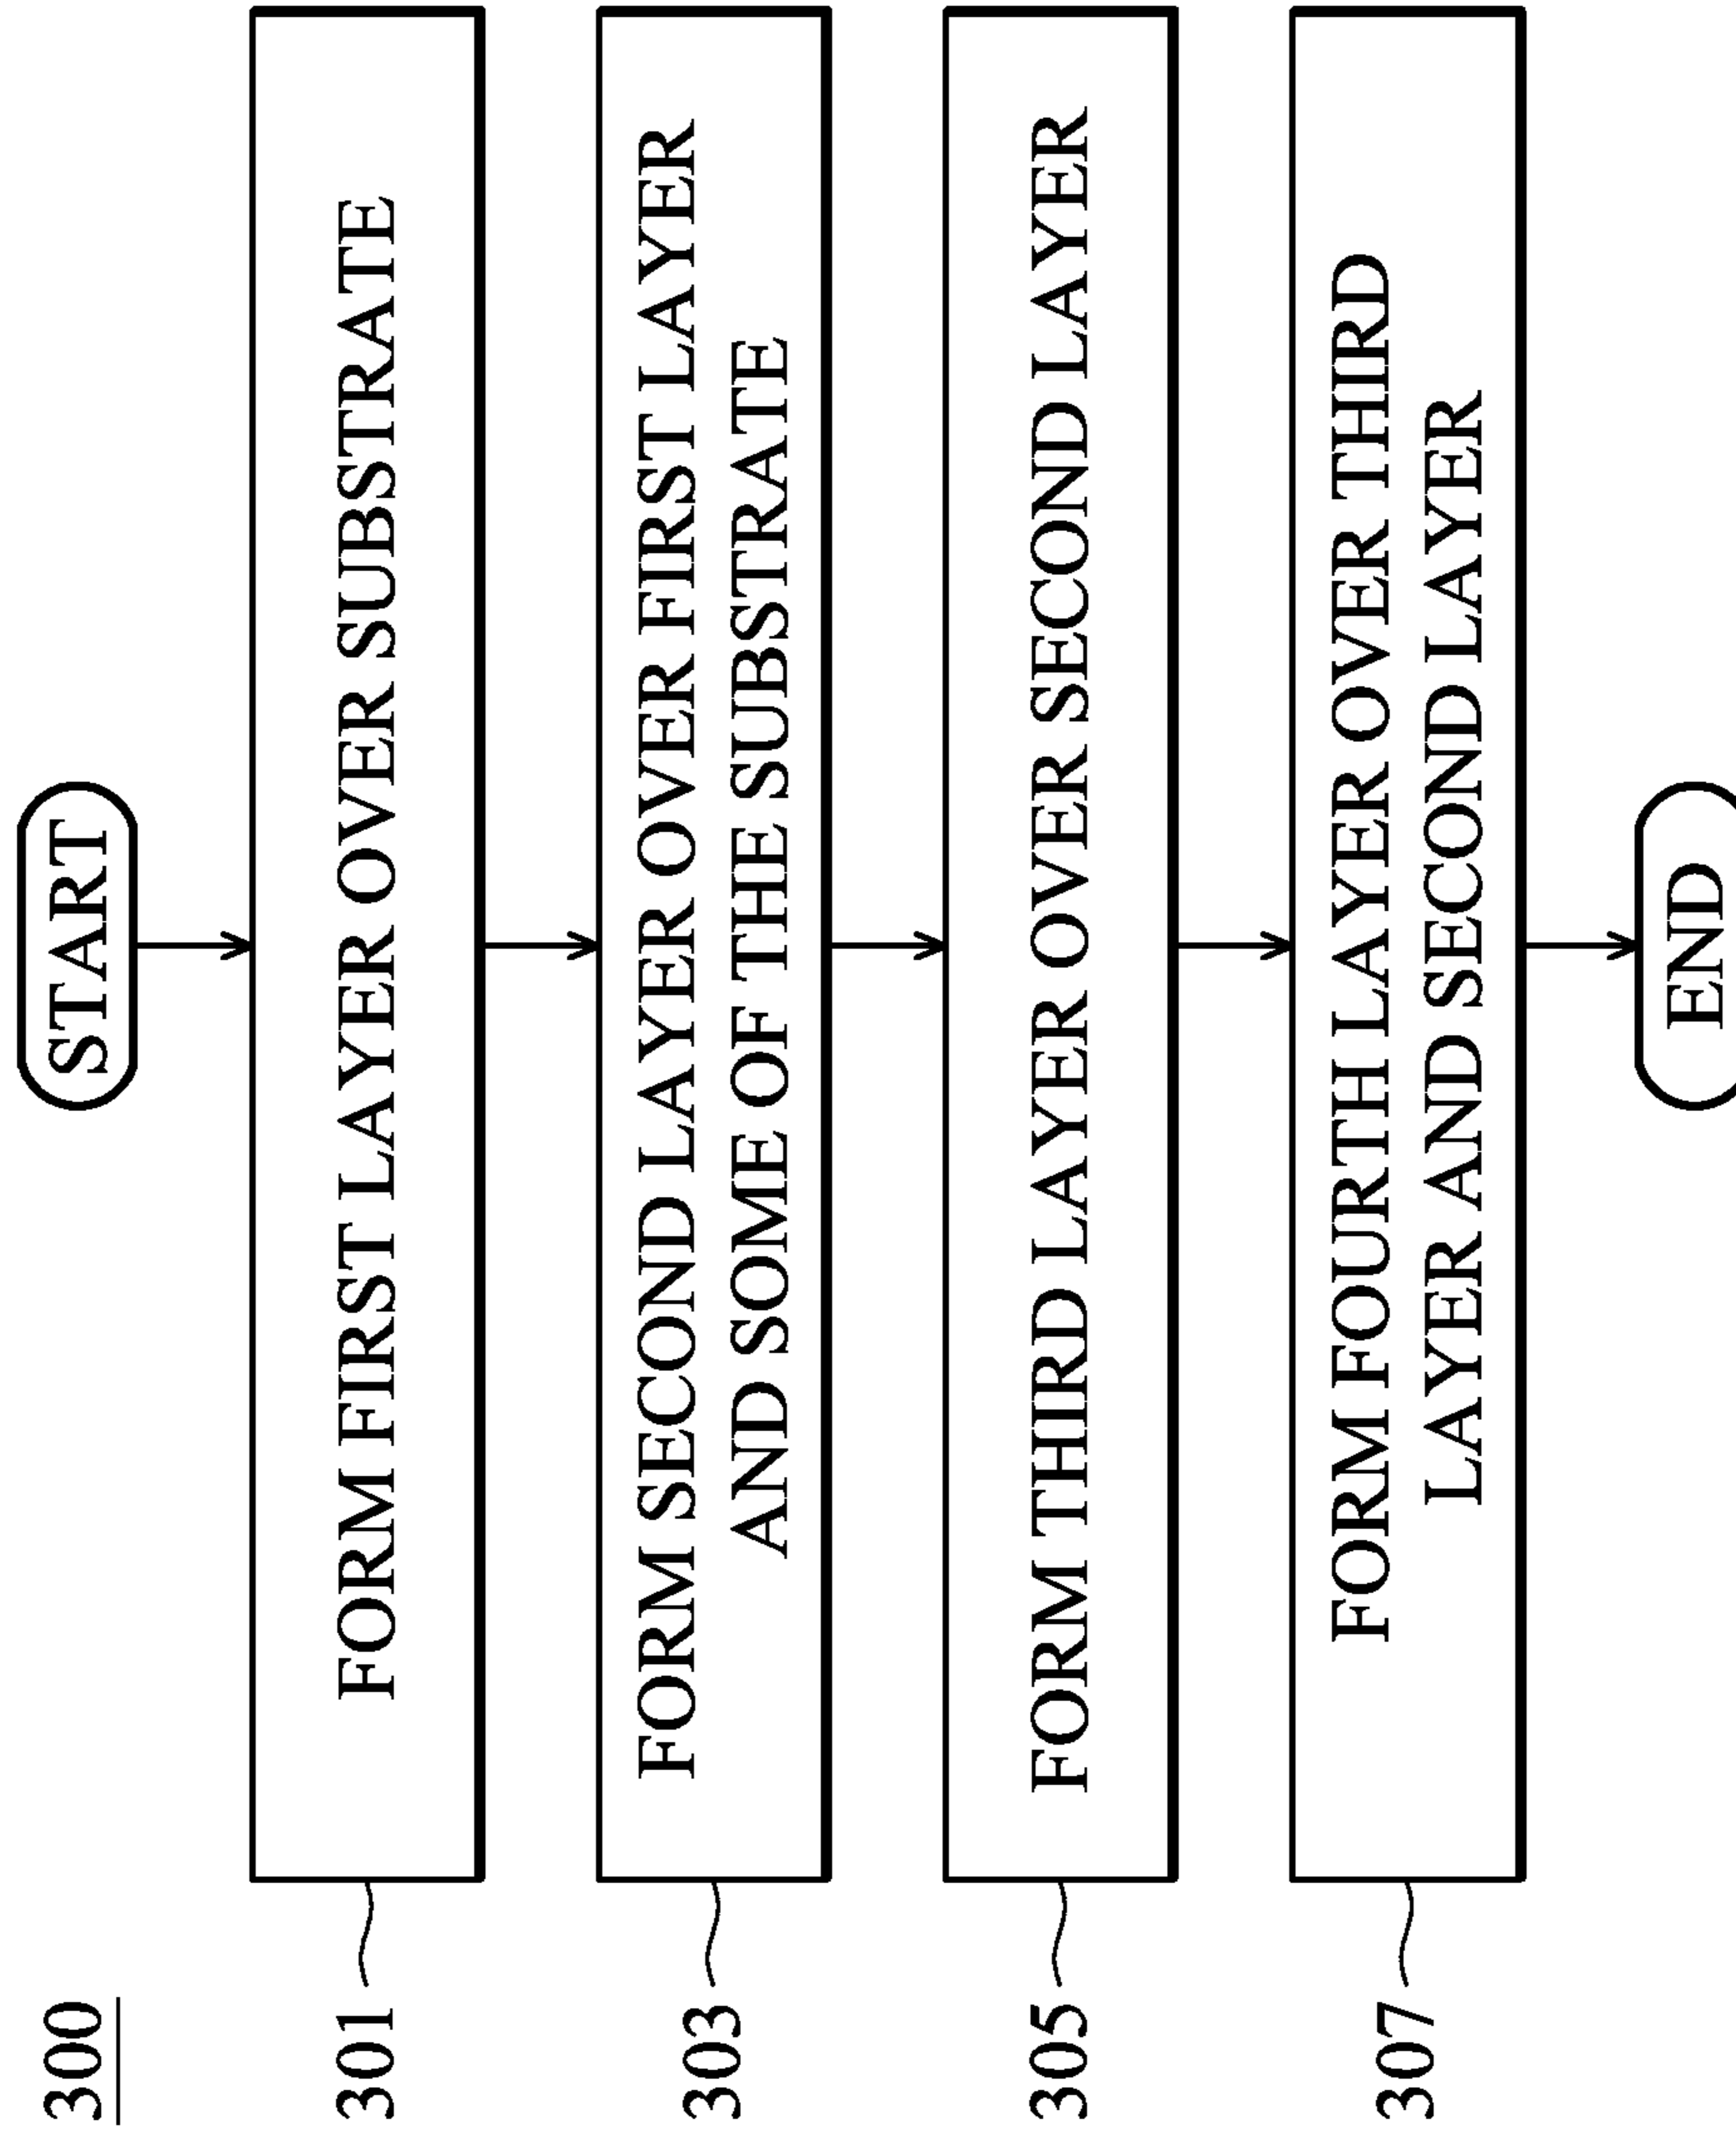 300
START
301
FORM FIRST LAYER OVER SUBSTRATE
303
FORM SECOND LAYER OVER FIRST LAYER
AND SOME OF THE SUBSTRATE
305
FORM THIRD LAYER OVER SECOND LAYER
307
FORM FOURTH LAYER OVER THIRD
LAYER AND SECOND LAYER
END